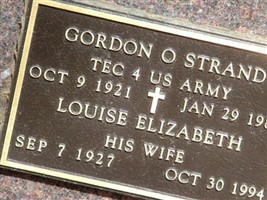 GORDON O STRAND
TEC 4 US ARMY
OCT 9 1921 JAN 29
LOUISE ELIZABETH
HIS WIFE
SEP 7 1927 OCT 30 1994